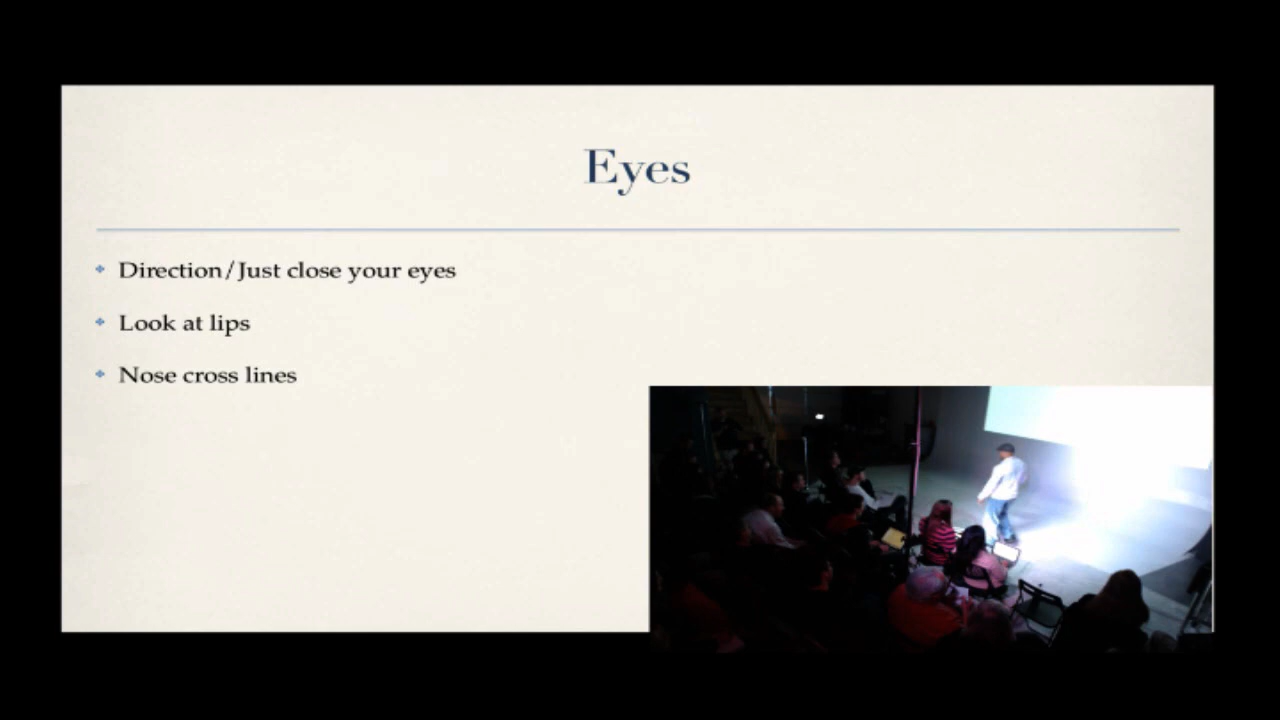 Eyes
Direction/Just close your eyes
Look at lips
Nose cross lines